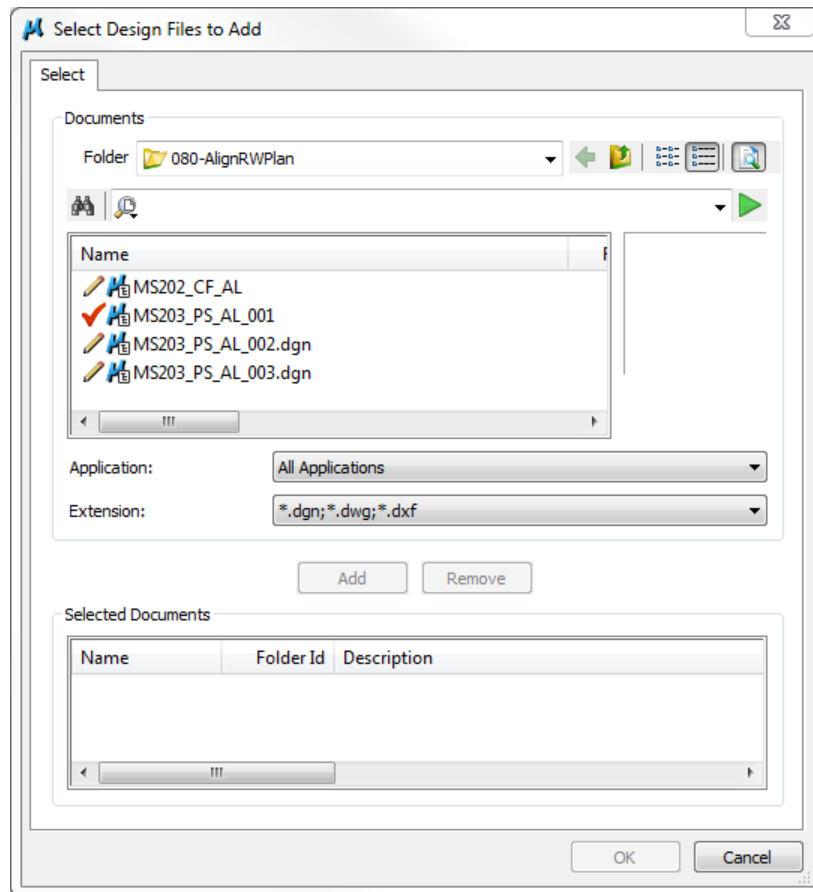 Select Design Files to Add
Select
Documents
Folder 080-AlignRWPlan
Name
MS202_CF_AL
MS203_PS_AL_001
MS203_PS_AL_002.dgn
MS203_PS_AL_003.dgn
Application: All Applications
Extension: *.dgn;*.dwg;*.dxf
Add Remove
Selected Documents
Name Folder Id Description
OK Cancel